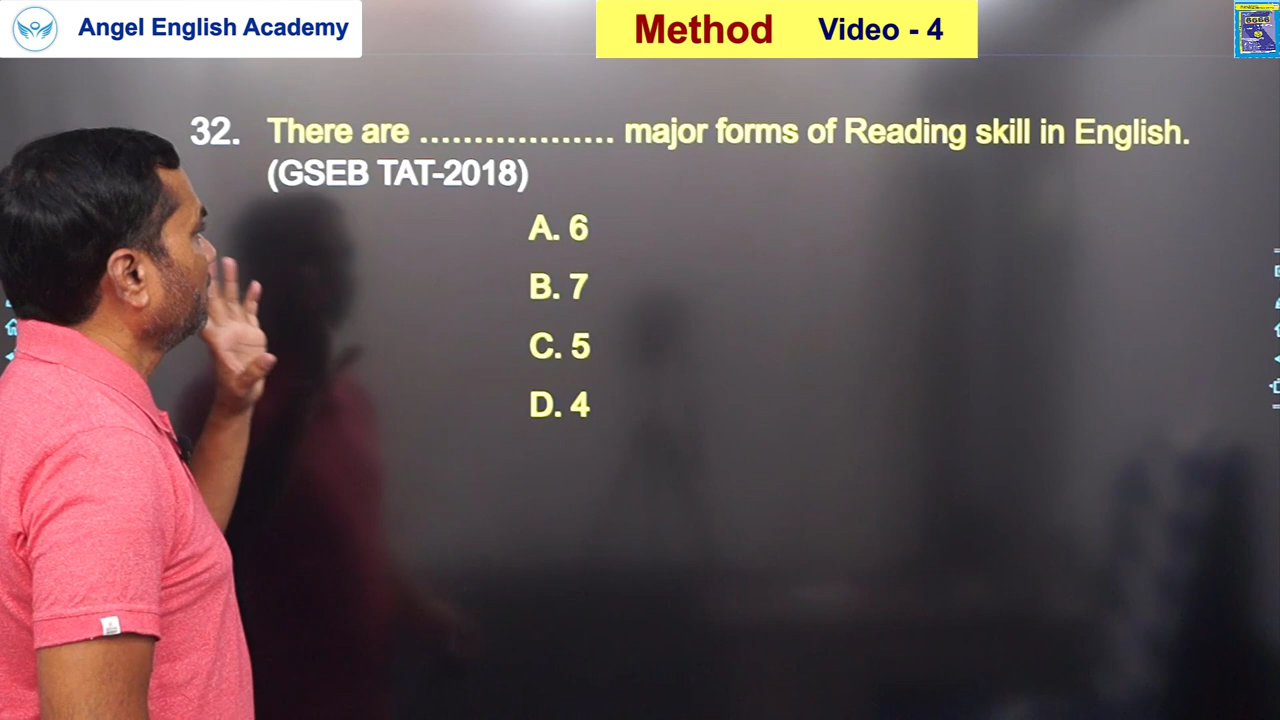 Angel English Academy
Method Video - 4
6666
32. There are .................. major forms of Reading skill in English.
(GSEB TAT-2018)
A. 6
B. 7
C. 5
D. 4